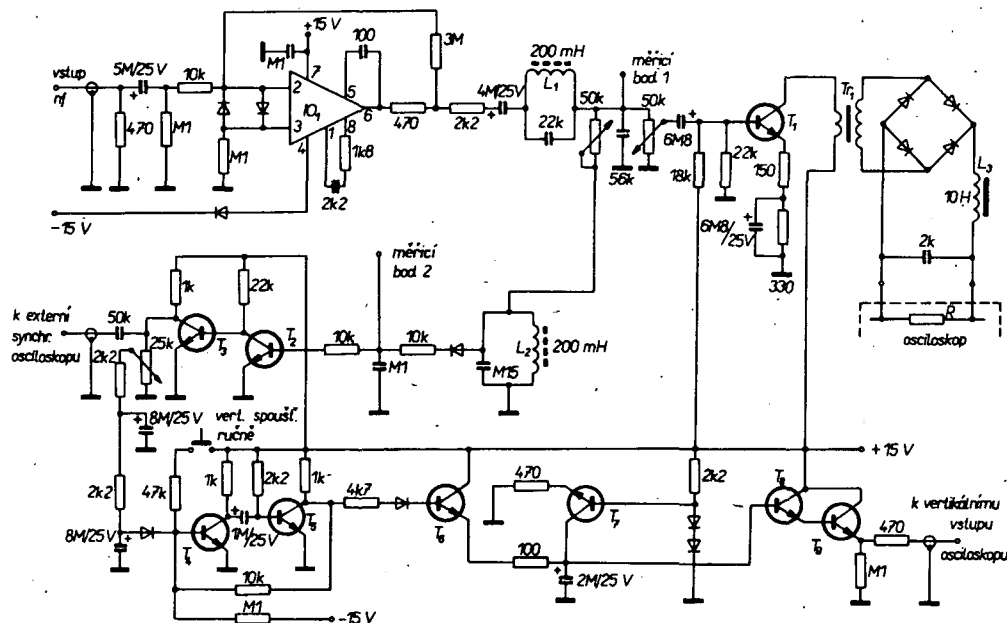 +15 V
100
3M
M1
7
200 mH
měřicí
bod 1
vstup
nf
5M/25 V
10k
2
5
IO₁
6
3
8
4
1
470
2k2
4M/25V
L₁
22k
50k
50k
6M8
T₁
Tr₁
470
M1
M1
1k8
2k2
56k
18k
22k
150
L₃
10H
-15 V
6M8/
25V
330
2k
R
osciloskop
měřicí
bod 2
1k
22k
k externí
synchr.
osciloskopu
50k
25k
2k2
T₃
T₂
10k
10k
M1
M15
L₂
200 mH
8M/25 V
vert. spoušť.
ručně
+15 V
2k2
47k
1k
2k2
1k
4k7
470
2k2
8M/25V
T₄
1M
/25V
T₅
T₆
T₇
T₈
T₉
k vertikálnímu
vstupu
osciloskopu
470
100
2M/25 V
M1
10k
M1
-15 V